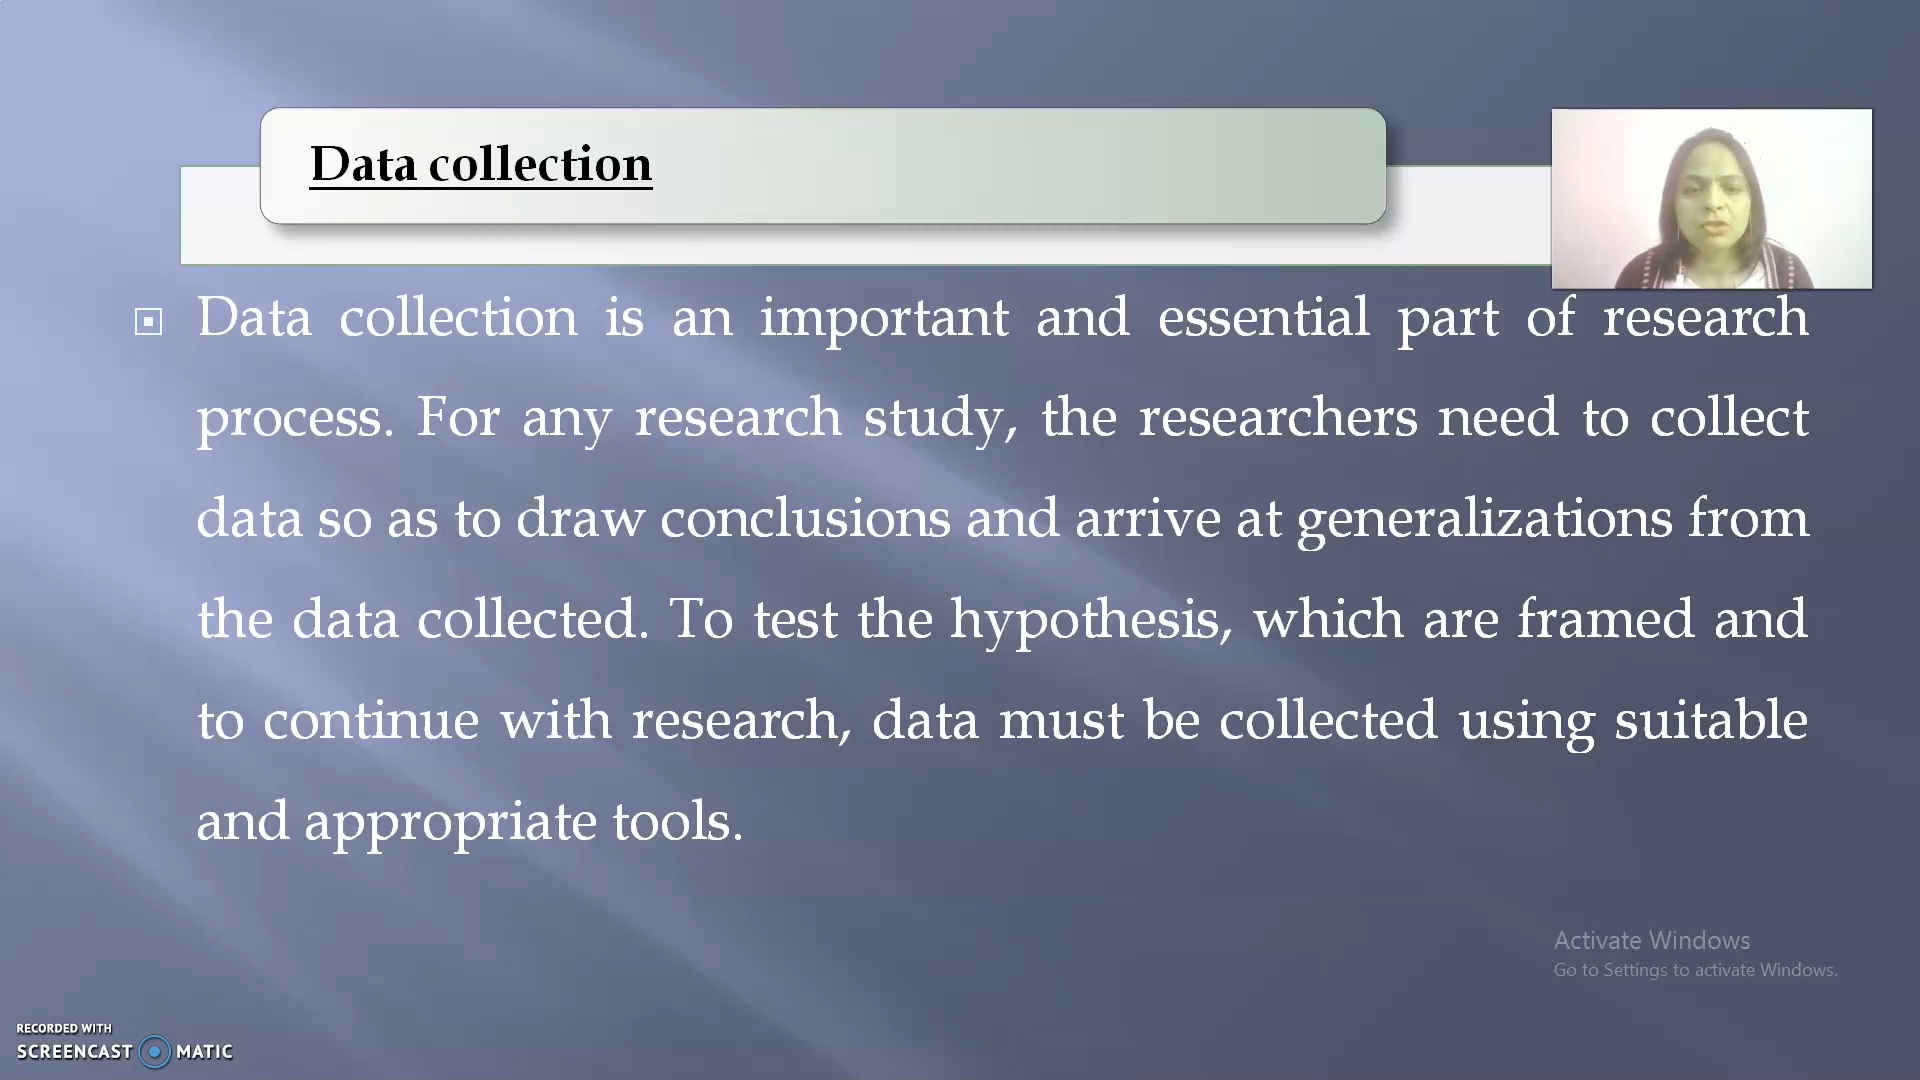 Data collection
Data collection is an important and essential part of research
process. For any research study, the researchers need to collect
data so as to draw conclusions and arrive at generalizations from
the data collected. To test the hypothesis, which are framed and
to continue with research, data must be collected using suitable
and appropriate tools.
Activate Windows
Go to Settings to activate Windows.
RECORDED WITH
SCREENCAST MATIC